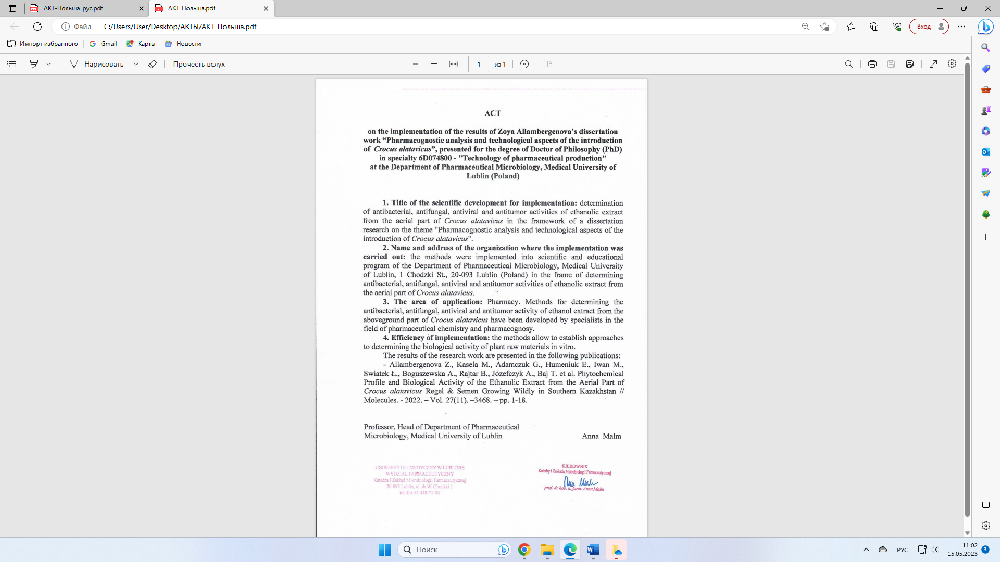 АКТ-Польша_рус.pdf
АКТ_Польша.pdf
Файл
C:/Users/User/Desktop/АКТЫ/АКТ_Польша.pdf
Вход
Импорт избранного
Gmail
Карты
Новости
Нарисовать
Прочесть вслух
1
из 1
ACT
on the implementation of the results of Zoya Allambergenova's dissertation
work “Pharmacognostic analysis and technological aspects of the introduction
of Crocus alatavicus”, presented for the degree of Doctor of Philosophy (PhD)
in specialty 6D074800 - "Technology of pharmaceutical production"
at the Department of Pharmaceutical Microbiology, Medical University of
Lublin (Poland)
1. Title of the scientific development for implementation: determination
of antibacterial, antifungal, antiviral and antitumor activities of ethanolic extract
from the aerial part of Crocus alatavicus in the framework of a dissertation
research on the theme "Pharmacognostic analysis and technological aspects of the
introduction of Crocus alatavicus".
2. Name and address of the organization where the implementation was
carried out: the methods were implemented into scientific and educational
program of the Department of Pharmaceutical Microbiology, Medical University
of Lublin, 1 Chodzki St., 20-093 Lublin (Poland) in the frame of determining
antibacterial, antifungal, antiviral and antitumor activities of ethanolic extract from
the aerial part of Crocus alatavicus.
3. The area of application: Pharmacy. Methods for determining the
antibacterial, antifungal, antiviral and antitumor activity of ethanol extract from the
aboveground part of Crocus alatavicus have been developed by specialists in the
field of pharmaceutical chemistry and pharmacognosy.
4. Efficiency of implementation: the methods allow to establish approaches
to determining the biological activity of plant raw materials in vitro.
The results of the research work are presented in the following publications:
- Allambergenova Z., Kasela M., Adamczuk G., Humeniuk E., Iwan M.,
Swiatek Ł., Boguszewska A., Rajtar B., Józefczyk A., Baj T. et al. Phytochemical
Profile and Biological Activity of the Ethanolic Extract from the Aerial Part of
Crocus alatavicus Regel & Semen Growing Wildly in Southern Kazakhstan //
Molecules. - 2022. – Vol. 27(11). –3468. – pp. 1-18.
Professor, Head of Department of Pharmaceutical
Microbiology, Medical University of Lublin
Anna Malm
UNIWERSYTET MEDYCZNY W LUBLINIE
WYDZIAŁ FARMACEUTYCZNY
Katedra i Zakład Mikrobiologii Farmaceutycznej
20-093 Lublin, ul. dr W. Chodźki 1
tel./fax 81 448-71-00
KIEROWNIK
Katedry i Zakładu Mikrobiologii Farmaceutycznej
prof. dr hab. n. farm. Anna Malm
Поиск
РУС
11:02
15.05.2023
3